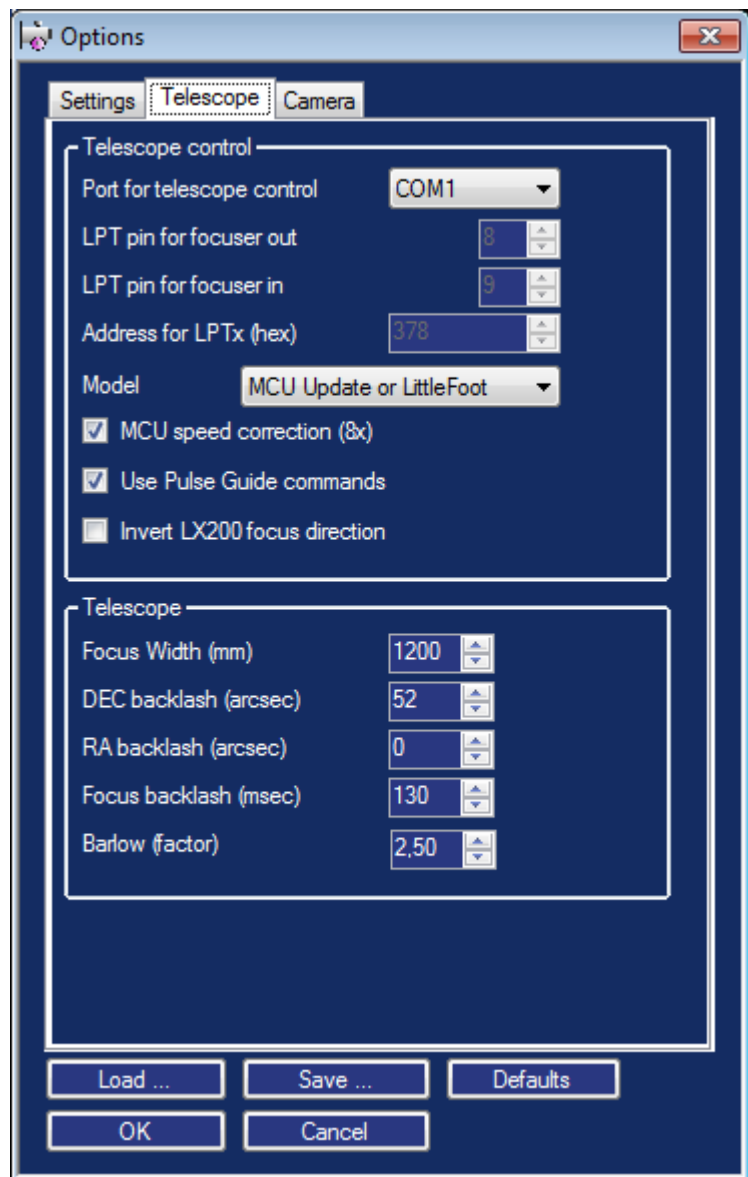 Options
Settings Telescope Camera
Telescope control
Port for telescope control COM1
LPT pin for focuser out 8
LPT pin for focuser in 9
Address for LPTx (hex) 378
Model MCU Update or LittleFoot
MCU speed correction (8x)
Use Pulse Guide commands
Invert LX200 focus direction
Telescope
Focus Width (mm) 1200
DEC backlash (arcsec) 52
RA backlash (arcsec) 0
Focus backlash (msec) 130
Barlow (factor) 2,50
Load ... Save ... Defaults
OK Cancel